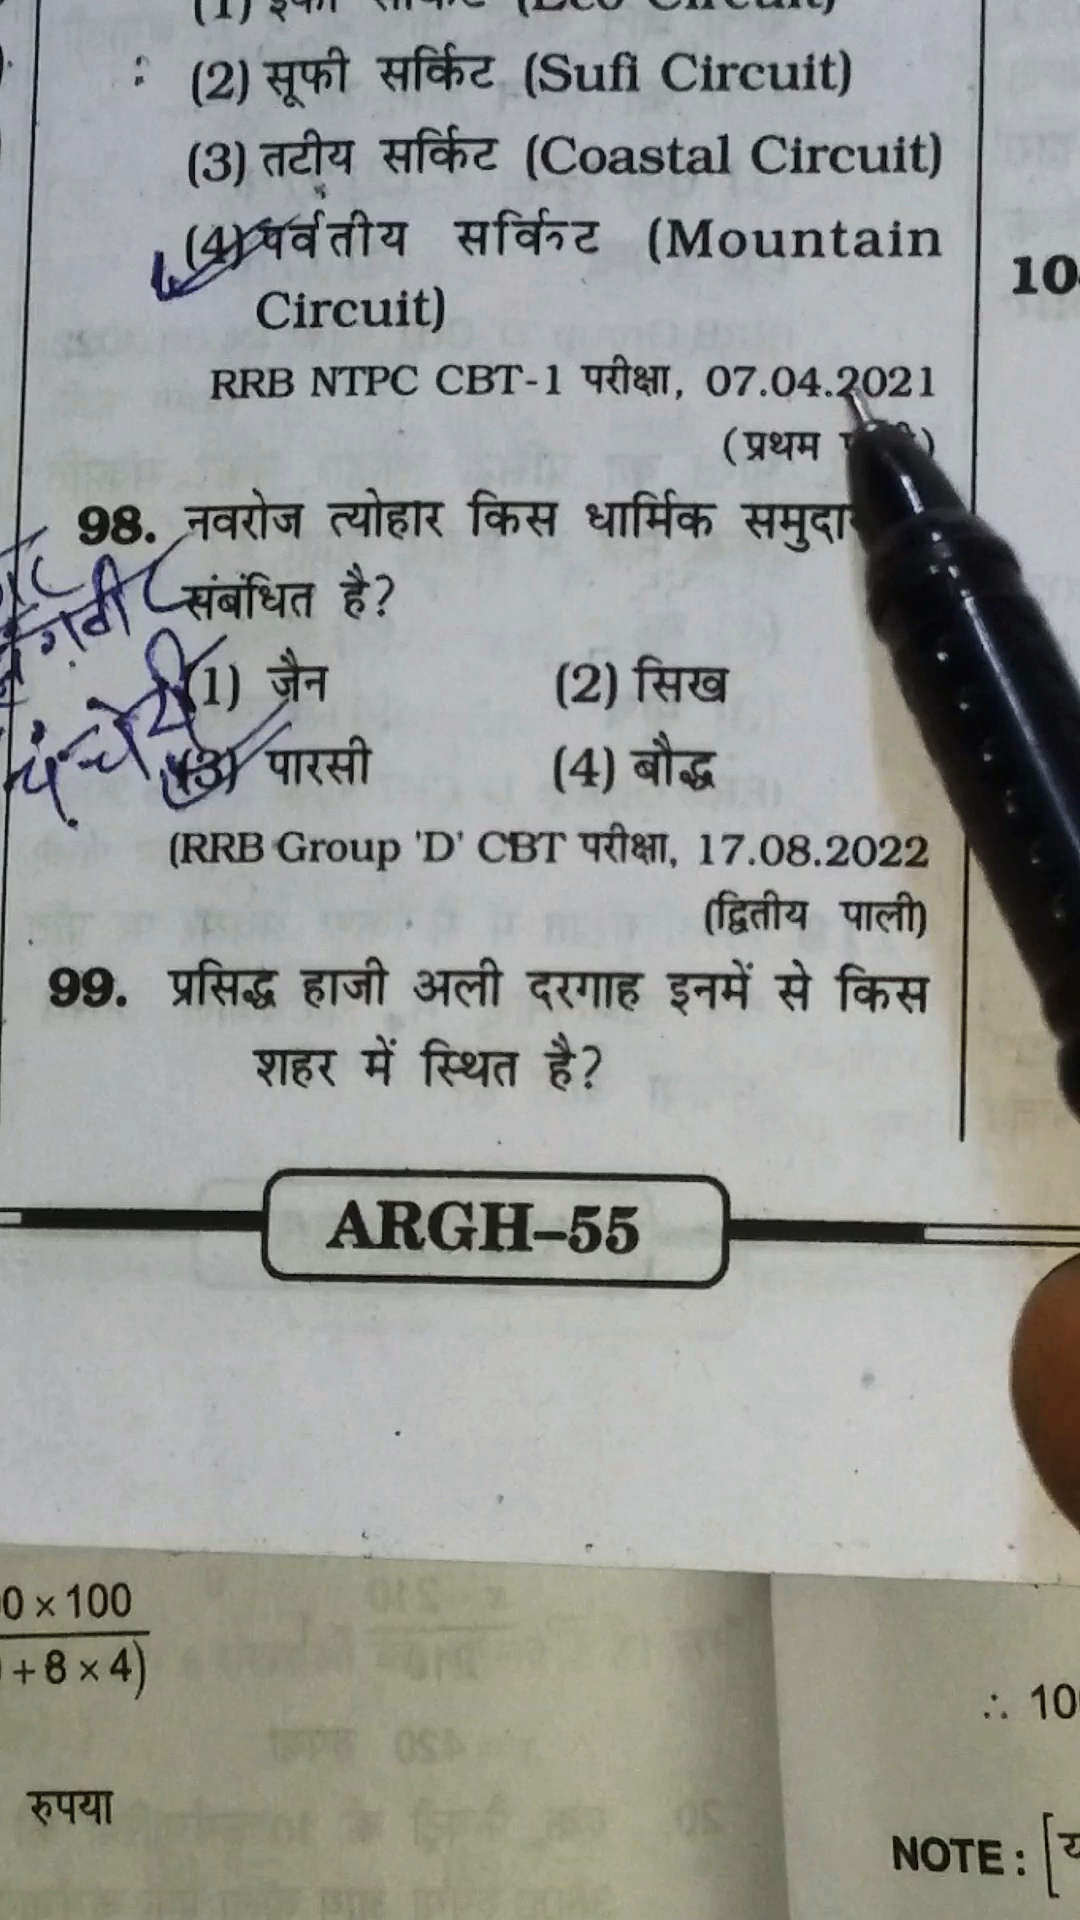 (2) सूफी सर्किट (Sufi Circuit)
(3) तटीय सर्किट (Coastal Circuit)
(4) पर्वतीय सर्किट (Mountain
Circuit)
RRB NTPC CBT-1 परीक्षा, 07.04.2021
(प्रथम
98. नवरोज त्योहार किस धार्मिक
संबंधित है?
(1) जैन (2) सिख
(3) पारसी (4) बौद्ध
(RRB Group 'D' CBT परीक्षा, 17.08.2022
(द्वितीय पाली)
99. प्रसिद्ध हाजी अली दरगाह इनमें से किस
शहर में स्थित है?
ARGH–55
0 × 100
+ 8 × 4)
रुपया
10
∴ 10
NOTE : [